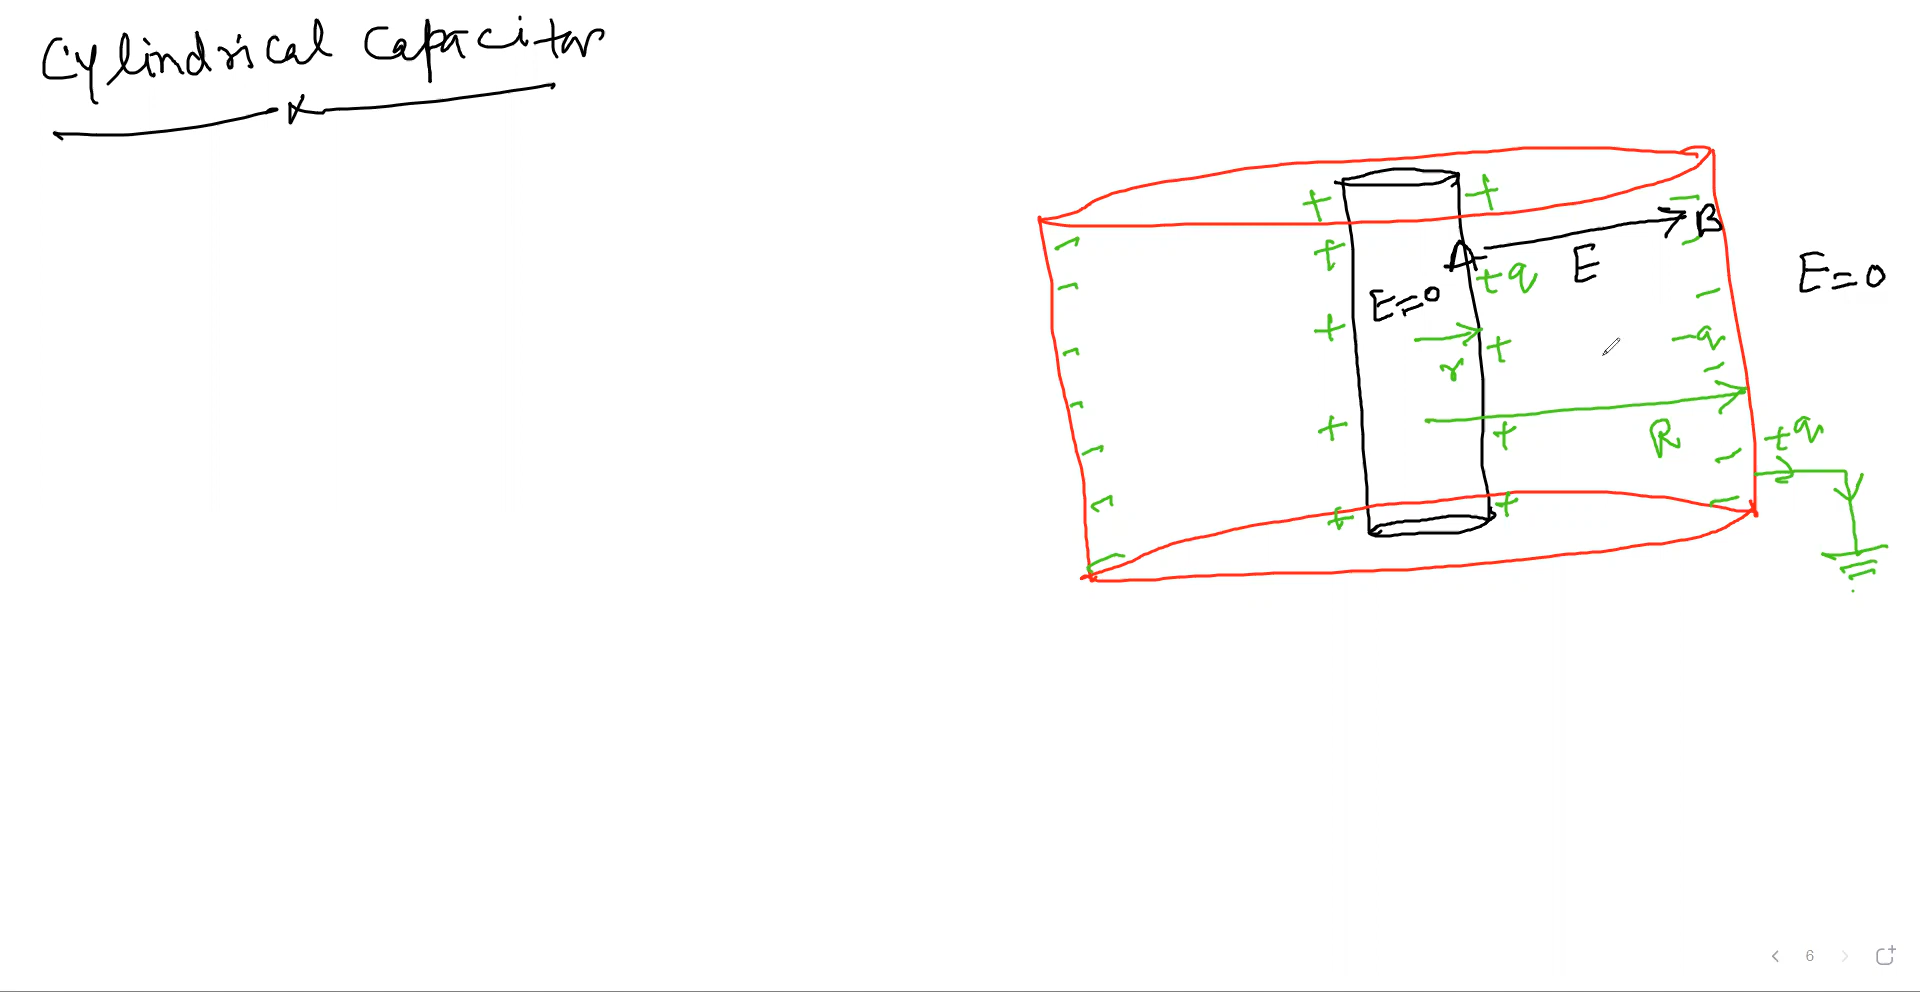 Cylindrical Capacitor
+ +
B
+ A
E
+q
E=0
E=0
+ r + -q
+ + R +q
+ +
6